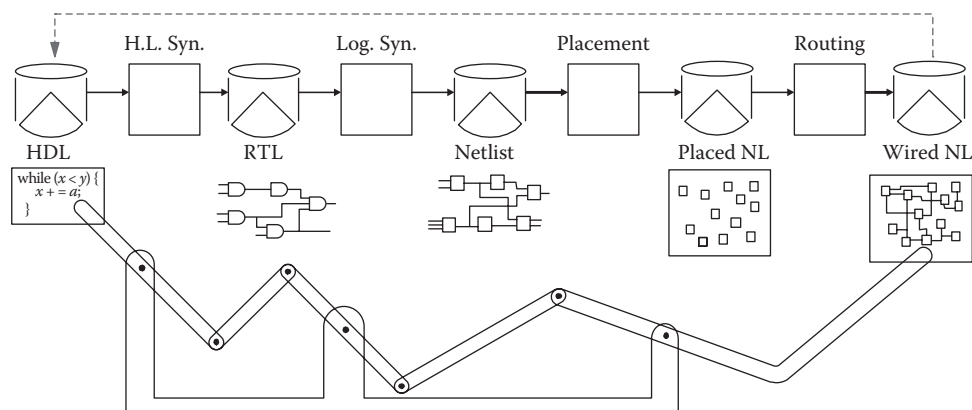 H.L. Syn.
Log. Syn.
Placement
Routing
HDL
RTL
Netlist
Placed NL
Wired NL
while (x < y) {
x += a;
}